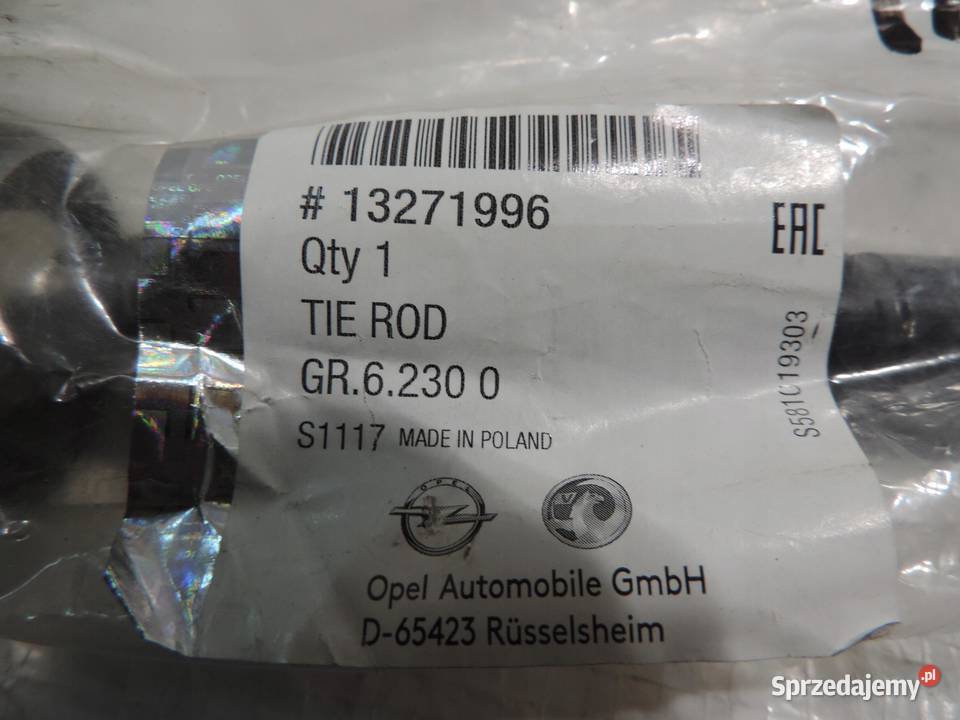 # 13271996
Qty 1
EAC
TIE ROD
GR.6.230 0
S1117 MADE IN POLAND
OPEL
V
Opel Automobile GmbH
D-65423 Rüsselsheim
Sprzedajemy.pl